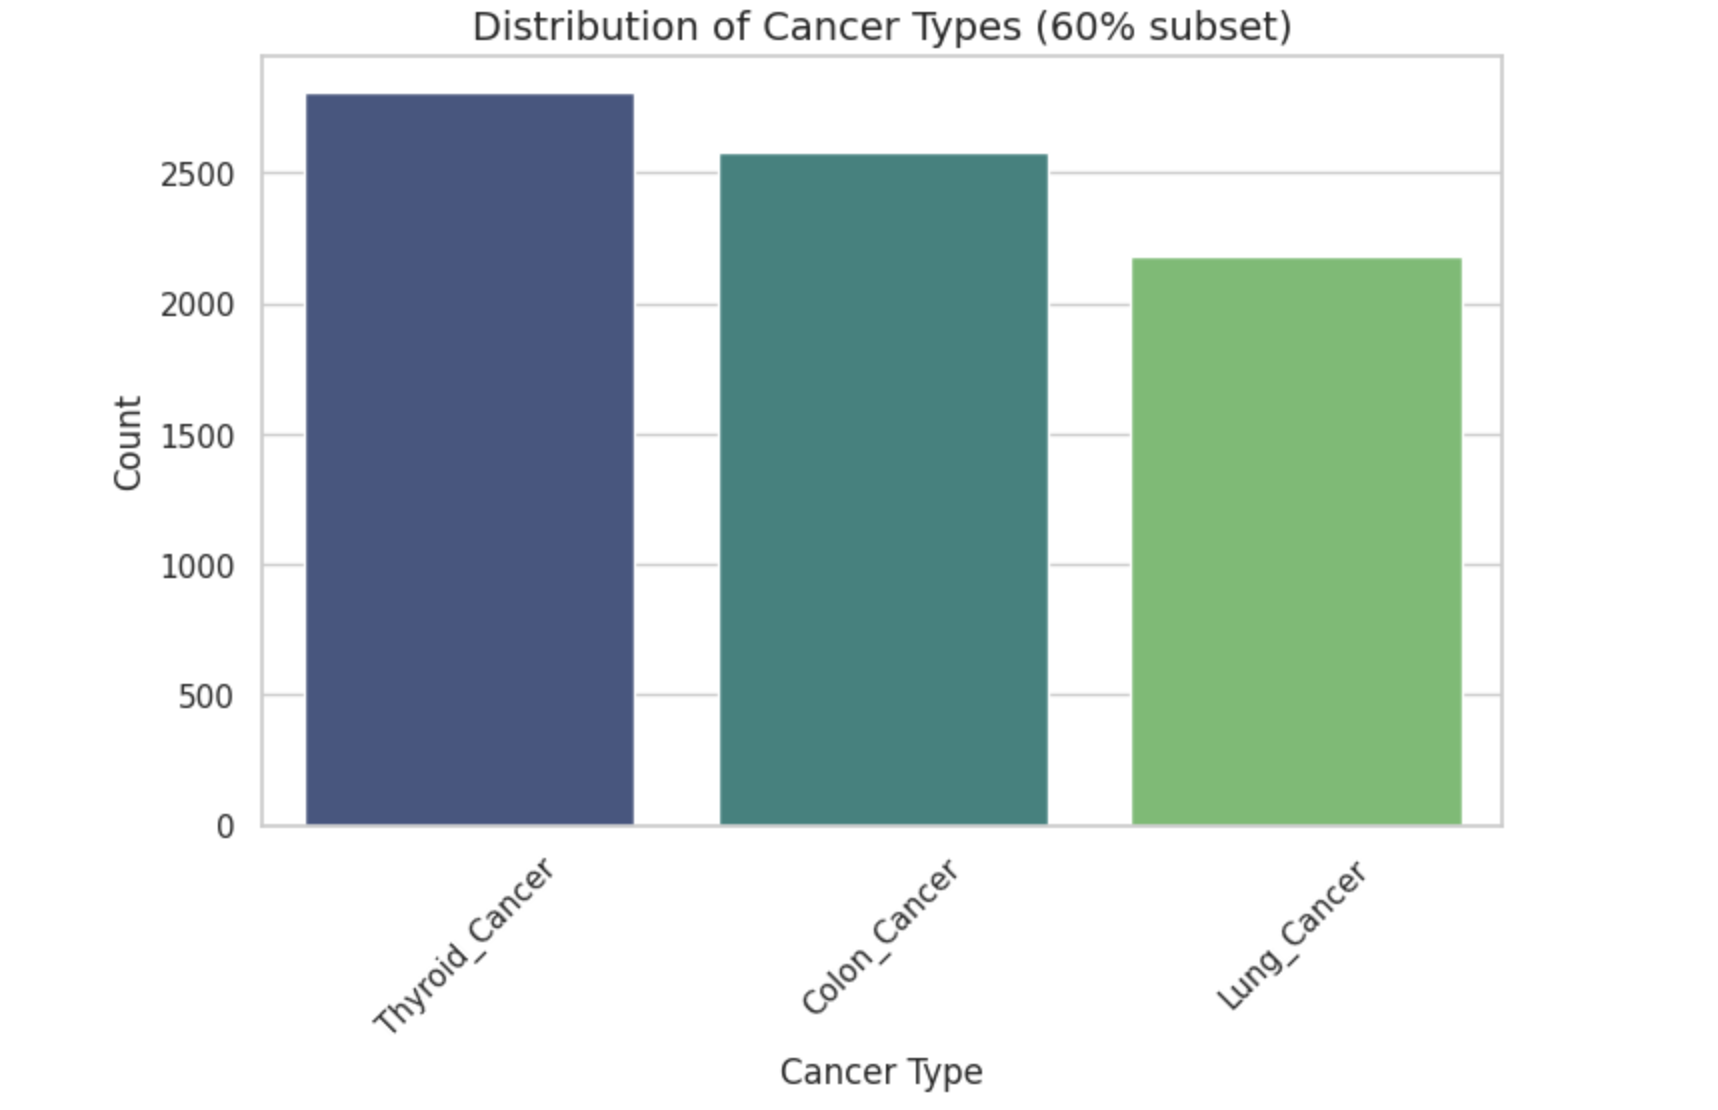 Distribution of Cancer Types (60% subset)
Count
2500
2000
1500
1000
500
0
Thyroid_Cancer
Colon_Cancer
Lung_Cancer
Cancer Type